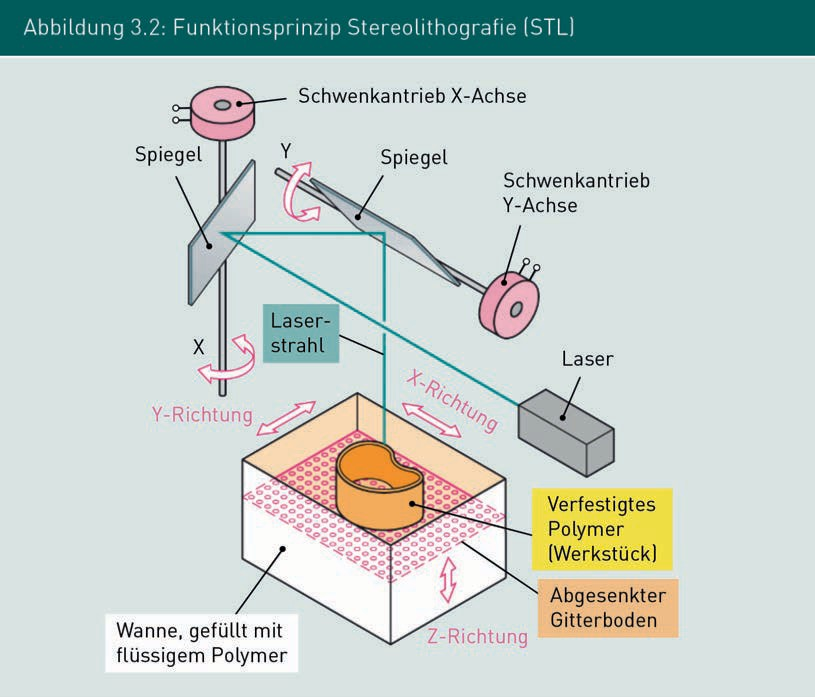 Abbildung 3.2: Funktionsprinzip Stereolithografie (STL)
Schwenkantrieb X-Achse
Spiegel
Y
Spiegel
Schwenkantrieb
Y-Achse
Laser-
strahl
X
Laser
Y-Richtung
X-Richtung
Verfestigtes
Polymer
(Werkstück)
Abgesenkter
Gitterboden
Wanne, gefüllt mit
flüssigem Polymer
Z-Richtung